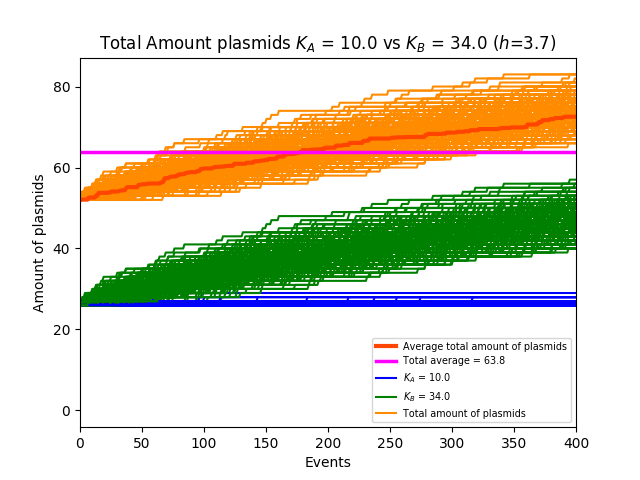 Total Amount plasmids K_A = 10.0 vs K_B = 34.0 (h=3.7)
Amount of plasmids
80
60
40
20
0
0 50 100 150 200 250 300 350 400
Events
Average total amount of plasmids
Total average = 63.8
K_A = 10.0
K_B = 34.0
Total amount of plasmids